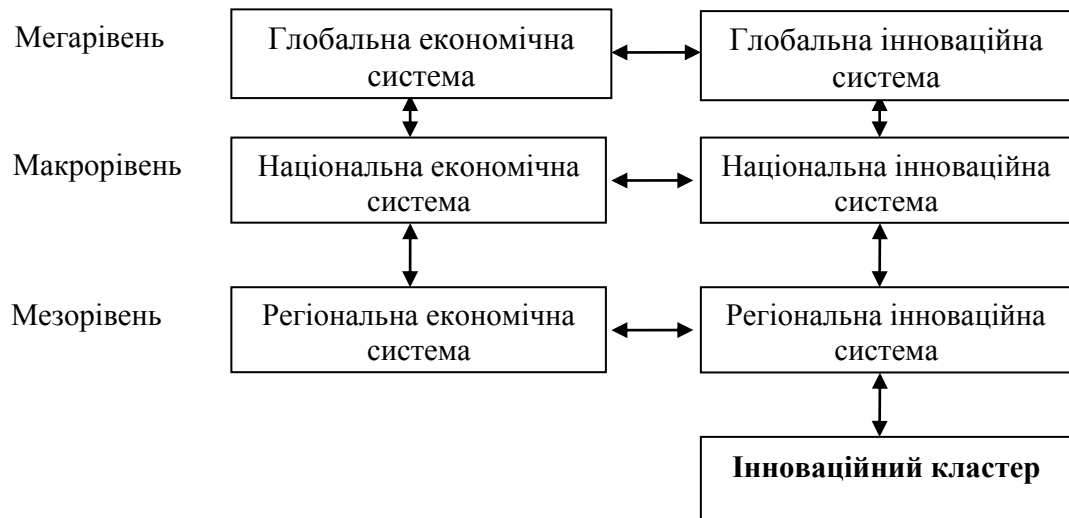 Мегарівень
Глобальна економічна
система
Глобальна інноваційна
система
Макрорівень
Національна економічна
система
Національна інноваційна
система
Мезорівень
Регіональна економічна
система
Регіональна інноваційна
система
Інноваційний кластер